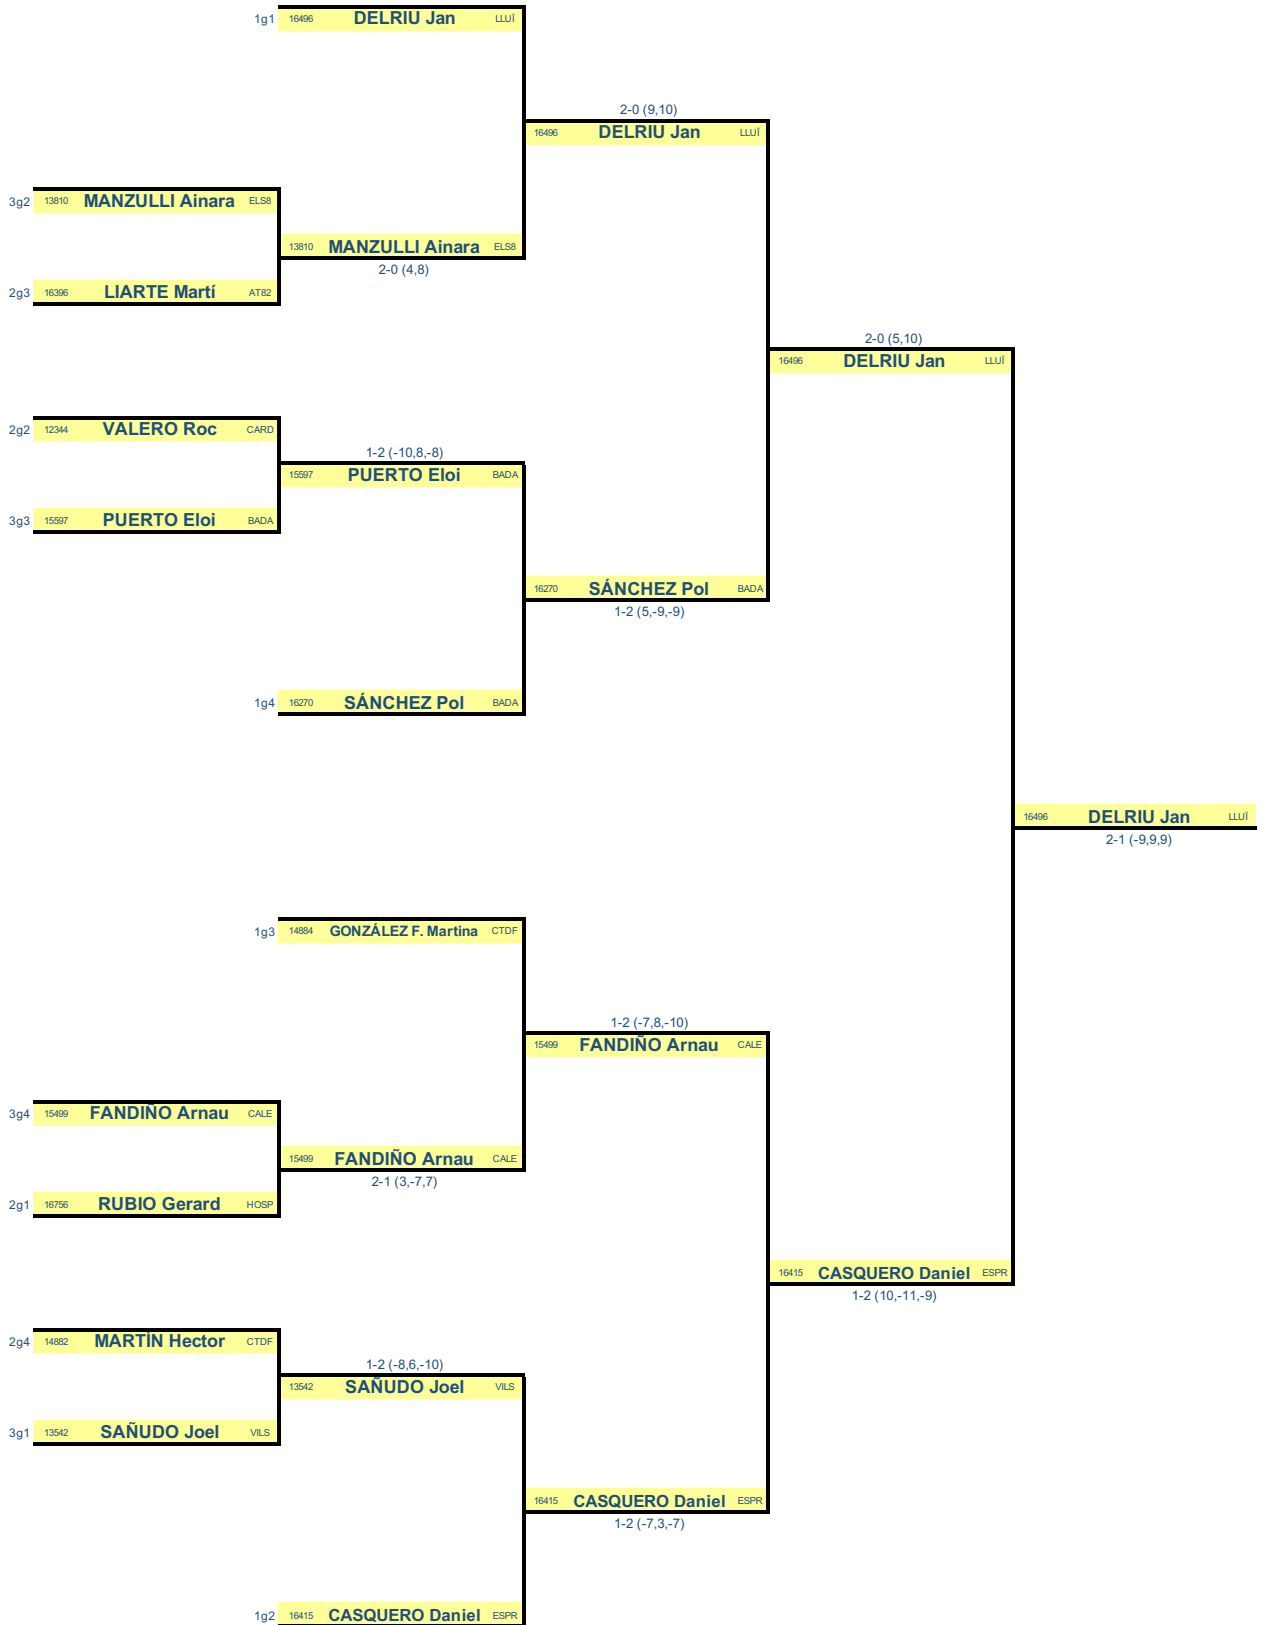 1g1 16496 DELRIU Jan LLUÏ
2-0 (9,10)
16496 DELRIU Jan LLUÏ
3g2 13810 MANZULLI Ainara ELS8
13810 MANZULLI Ainara ELS8
2-0 (4,8)
2g3 16396 LIARTE Martí AT82
2-0 (5,10)
16496 DELRIU Jan LLUÏ
2g2 12344 VALERO Roc CARD
1-2 (-10,8,-8)
15597 PUERTO Eloi BADA
3g3 15597 PUERTO Eloi BADA
16270 SÁNCHEZ Pol BADA
1-2 (5,-9,-9)
1g4 16270 SÁNCHEZ Pol BADA
16496 DELRIU Jan LLUÏ
2-1 (-9,9,9)
1g3 14884 GONZÁLEZ F. Martina CTDF
1-2 (-7,8,-10)
15499 FANDIÑO Arnau CALE
3g4 15499 FANDIÑO Arnau CALE
15499 FANDIÑO Arnau CALE
2-1 (3,-7,7)
2g1 16756 RUBIO Gerard HOSP
16415 CASQUERO Daniel ESPR
1-2 (10,-11,-9)
2g4 14882 MARTÍN Hector CTDF
1-2 (-8,6,-10)
13542 SAÑUDO Joel VILS
3g1 13542 SAÑUDO Joel VILS
16415 CASQUERO Daniel ESPR
1-2 (-7,3,-7)
1g2 16415 CASQUERO Daniel ESPR